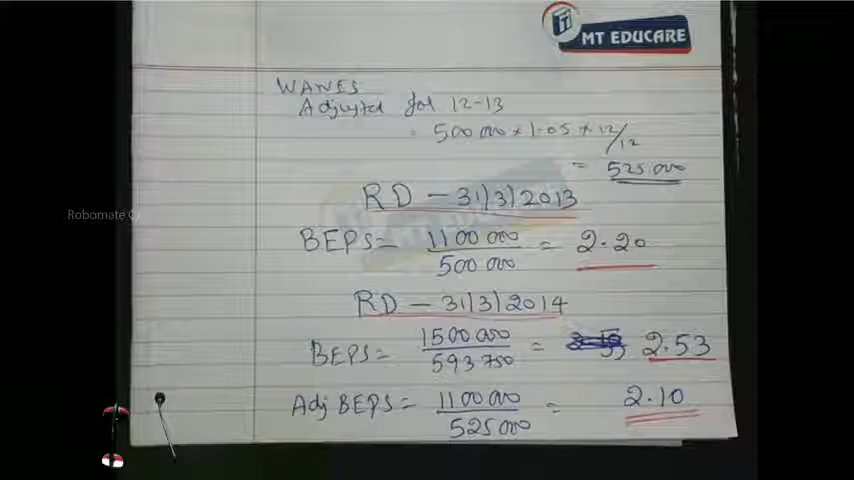 MT EDUCARE
WANES
Adjusted for 12-13
= 500 000 × 1.05 × 12/12
= 525.000
Robomate
RD - 31/3/2013
BEPS = 1100 000 / 500 000 = 2.20
RD - 31/3/2014
BEPS = 1500 000 / 593 750 = 2.53
Adj BEPS = 1100 000 / 525 000 = 2.10